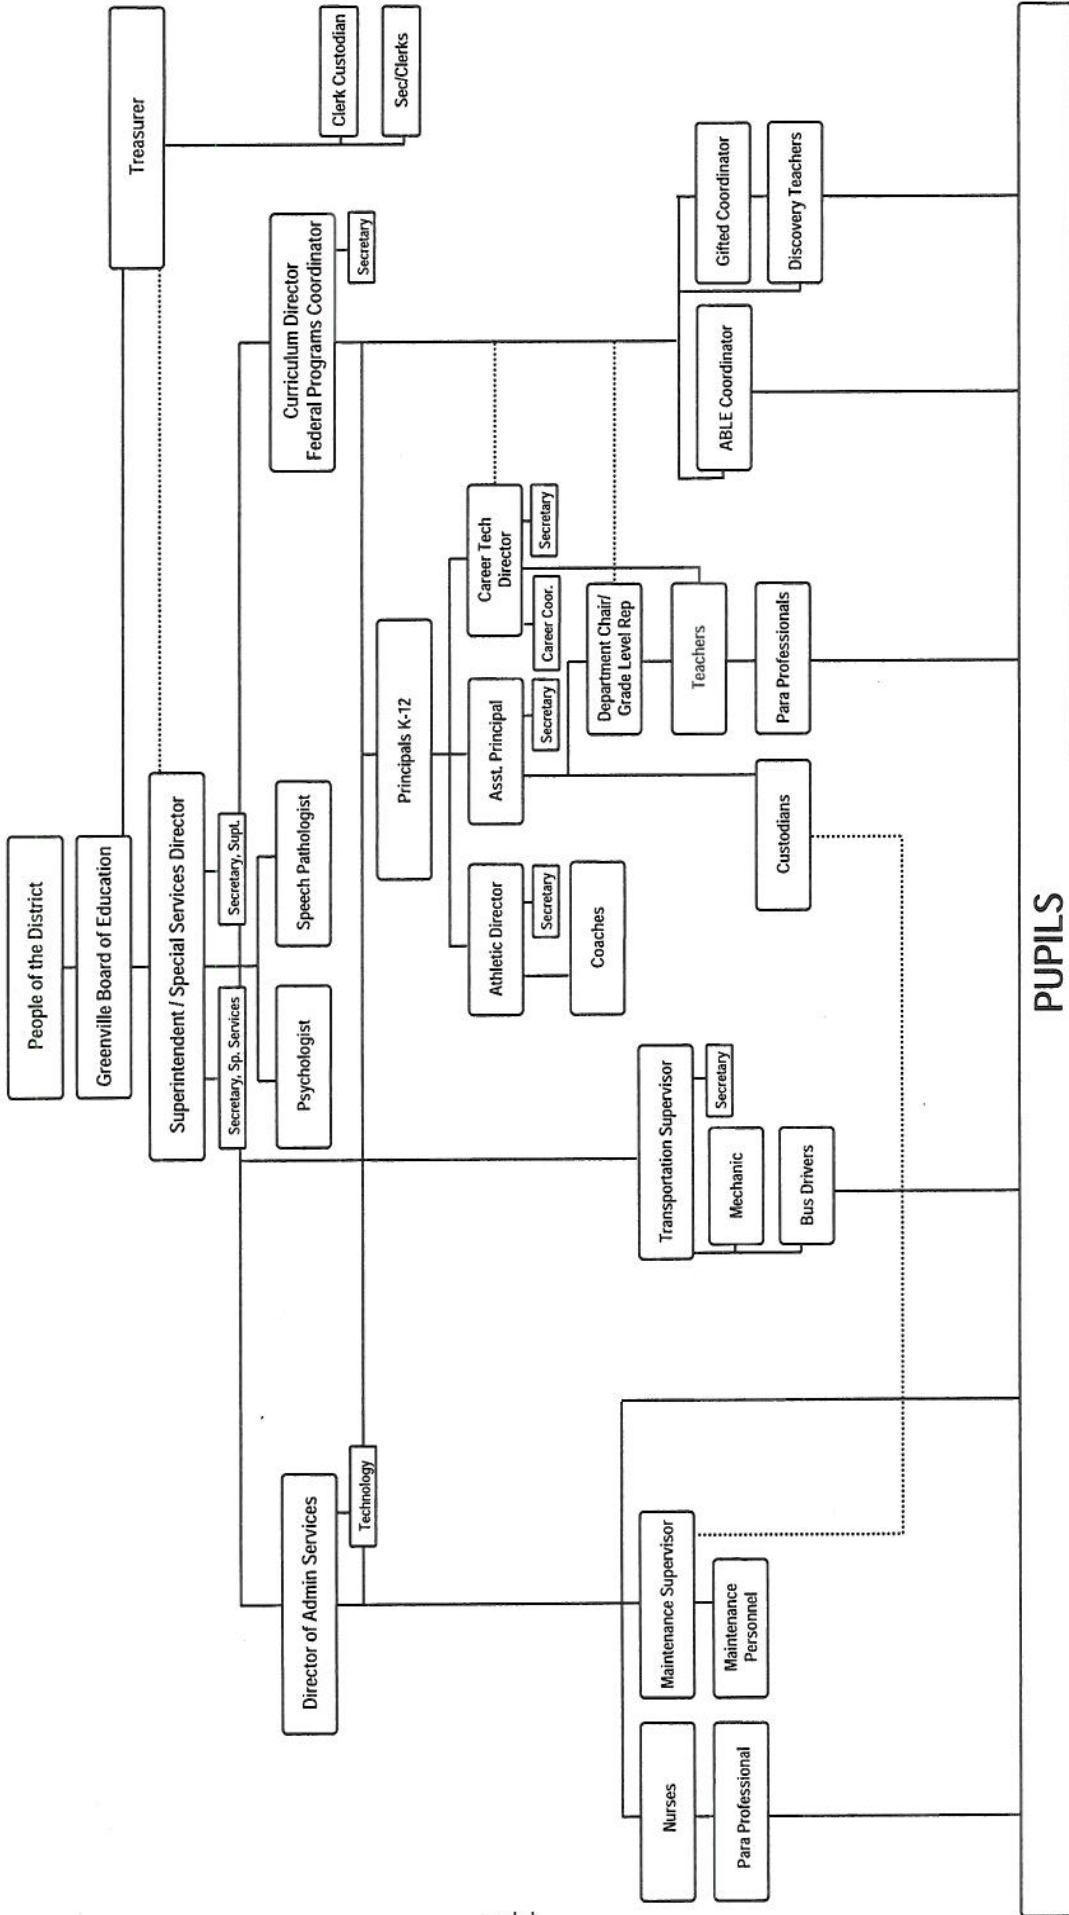 People of the District
Greenville Board of Education
Treasurer
Superintendent / Special Services Director
Secretary, Sp. Services
Secretary, Supt.
Clerk Custodian
Sec/Clerks
Psychologist
Speech Pathologist
Director of Admin Services
Technology
Curriculum Director
Federal Programs Coordinator
Secretary
Principals K-12
Athletic Director
Secretary
Coaches
Asst. Principal
Secretary
Career Tech
Director
Career Coor.
Secretary
Department Chair/
Grade Level Rep
Nurses
Para Professional
Maintenance Supervisor
Maintenance
Personnel
Transportation Supervisor
Secretary
Mechanic
Bus Drivers
Custodians
Teachers
Para Professionals
ABLE Coordinator
Gifted Coordinator
Discovery Teachers
PUPILS